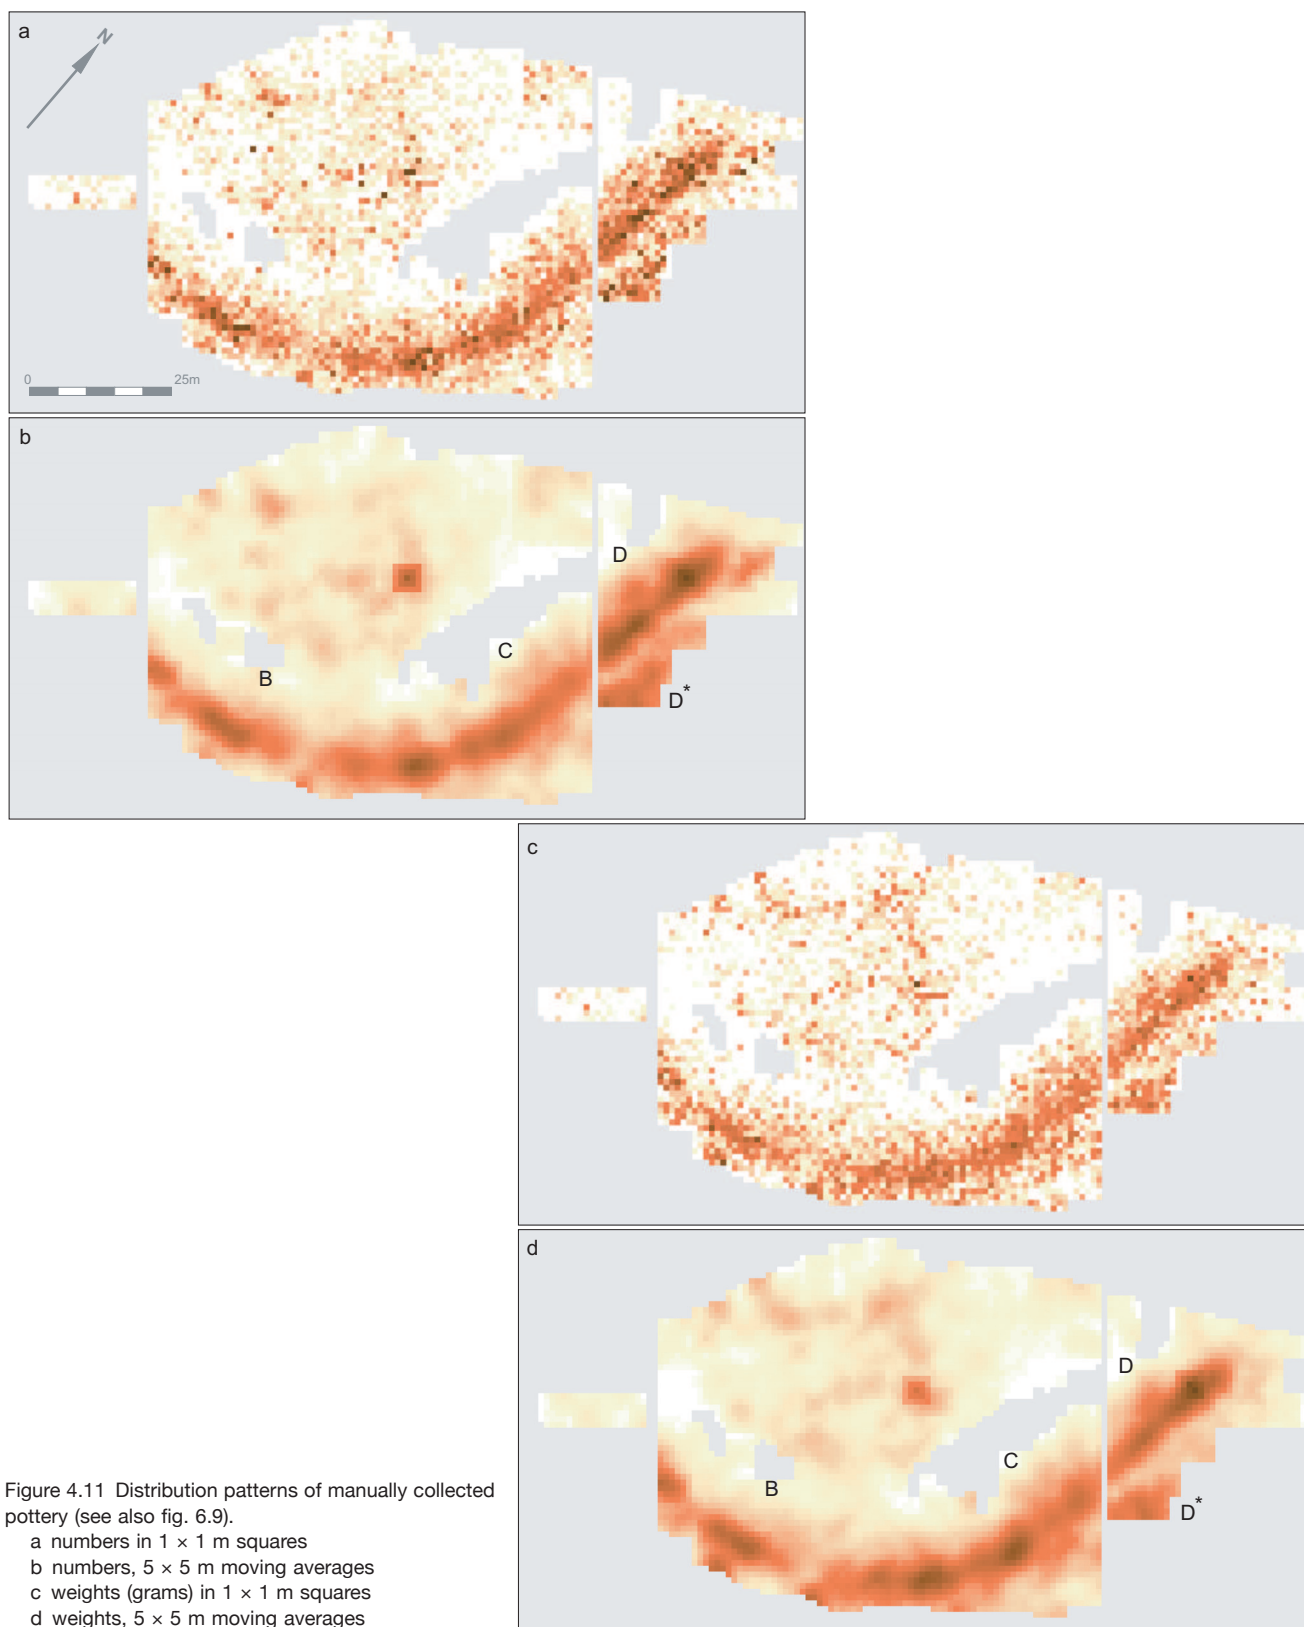 a
N
0 25m
b
D
C
B
D*
c
d
D
C
B
D*
Figure 4.11 Distribution patterns of manually collected
pottery (see also fig. 6.9).
a numbers in 1 × 1 m squares
b numbers, 5 × 5 m moving averages
c weights (grams) in 1 × 1 m squares
d weights, 5 × 5 m moving averages